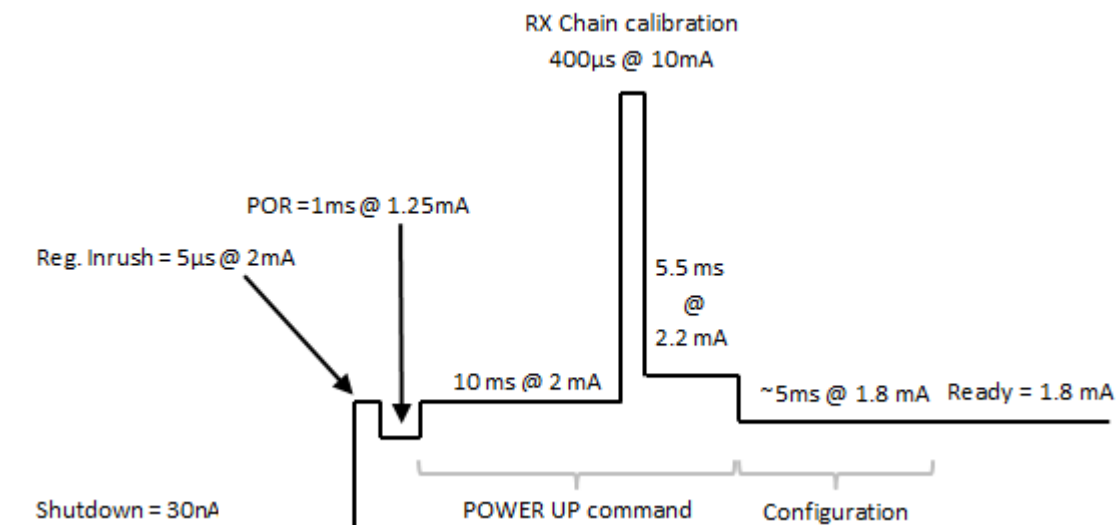 RX Chain calibration
400µs @ 10mA
POR =1ms @ 1.25mA
Reg. Inrush = 5µs @ 2mA
5.5 ms
@
2.2 mA
10 ms @ 2 mA
~5ms @ 1.8 mA
Ready = 1.8 mA
Shutdown = 30nA
POWER UP command
Configuration